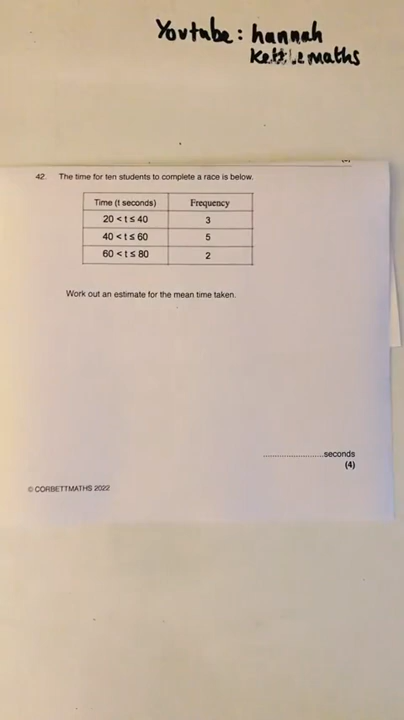 Youtube: hannah
kettlemaths
42. The time for ten students to complete a race is below.
Time (t seconds) Frequency
20 < t ≤ 40 3
40 < t ≤ 60 5
60 < t ≤ 80 2
Work out an estimate for the mean time taken.
...........................seconds
(4)
© CORBETTMATHS 2022